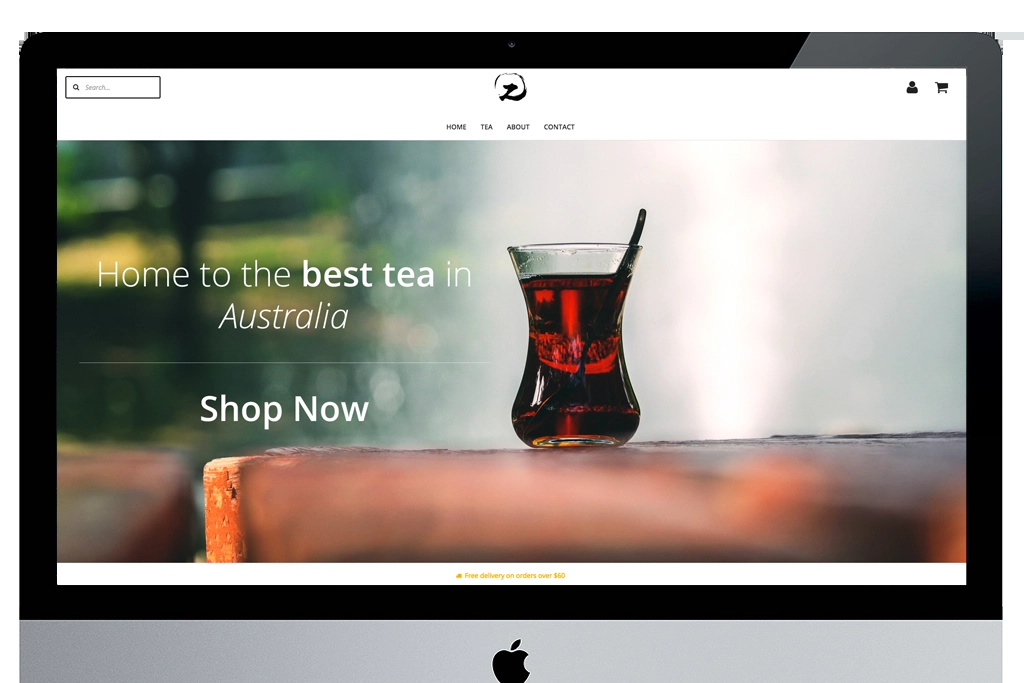 Search...
HOME TEA ABOUT CONTACT
Home to the best tea in
Australia
Shop Now
Free delivery on orders over $60